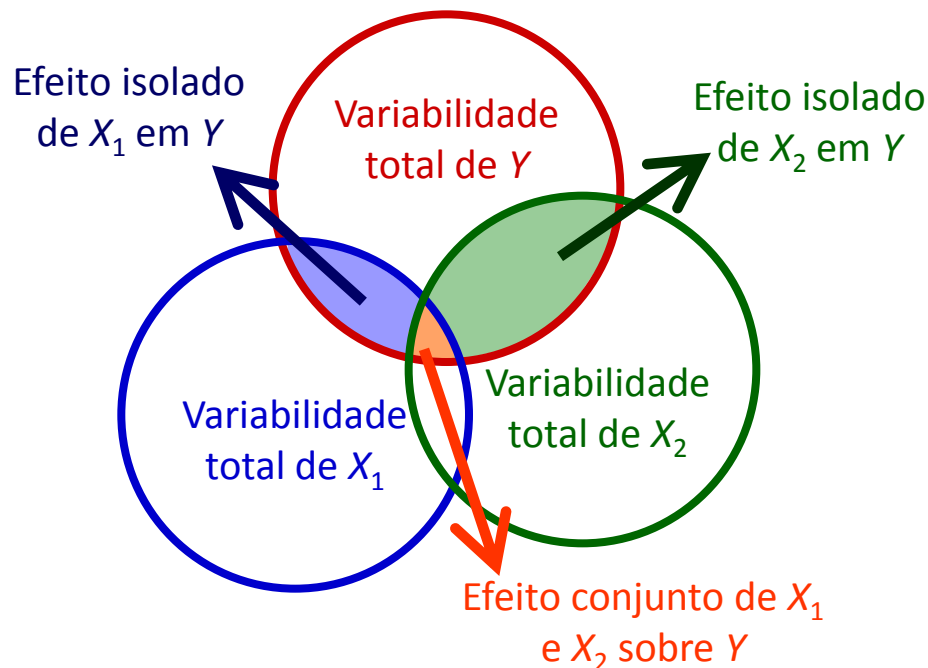 Efeito isolado
de X₁ em Y
Variabilidade
total de Y
Efeito isolado
de X₂ em Y
Variabilidade
total de X₁
Variabilidade
total de X₂
Efeito conjunto de X₁
e X₂ sobre Y